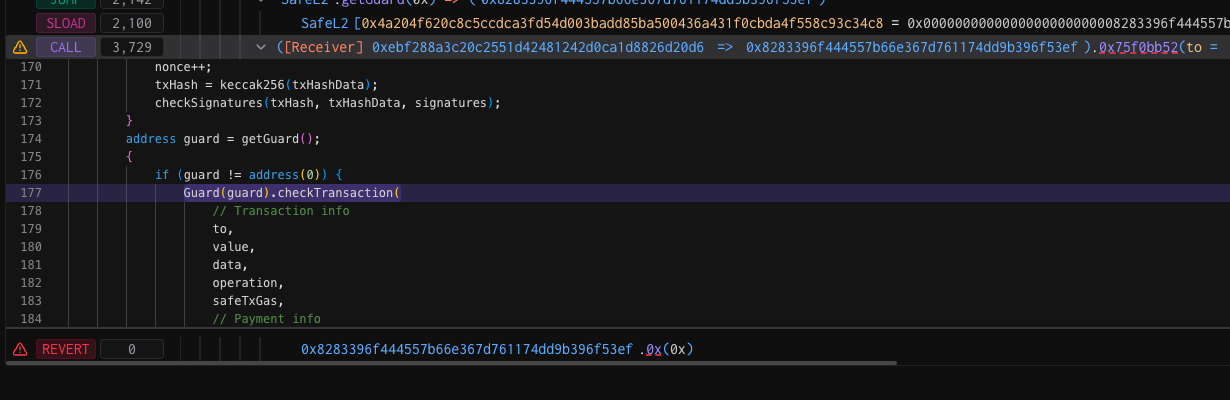 JUMP 2,142 SafeL2 .getGuard(0x) => ( 0x8283396f444557b66e367d761174dd9b396f53ef )
SLOAD 2,100 SafeL2 [0x4a204f620c8c5ccdca3fd54d003badd85ba500436a431f0cbda4f558c93c34c8 = 0x0000000000000000000000008283396f444557b
CALL 3,729 ([Receiver] 0xebf288a3c20c2551d42481242d0ca1d8826d20d6 => 0x8283396f444557b66e367d761174dd9b396f53ef ).0x75f0bb52(to =
170 nonce++;
171 txHash = keccak256(txHashData);
172 checkSignatures(txHash, txHashData, signatures);
173 }
174 address guard = getGuard();
175 {
176 if (guard != address(0)) {
177 Guard(guard).checkTransaction(
178 // Transaction info
179 to,
180 value,
181 data,
182 operation,
183 safeTxGas,
184 // Payment info
REVERT 0 0x8283396f444557b66e367d761174dd9b396f53ef .0x(0x)